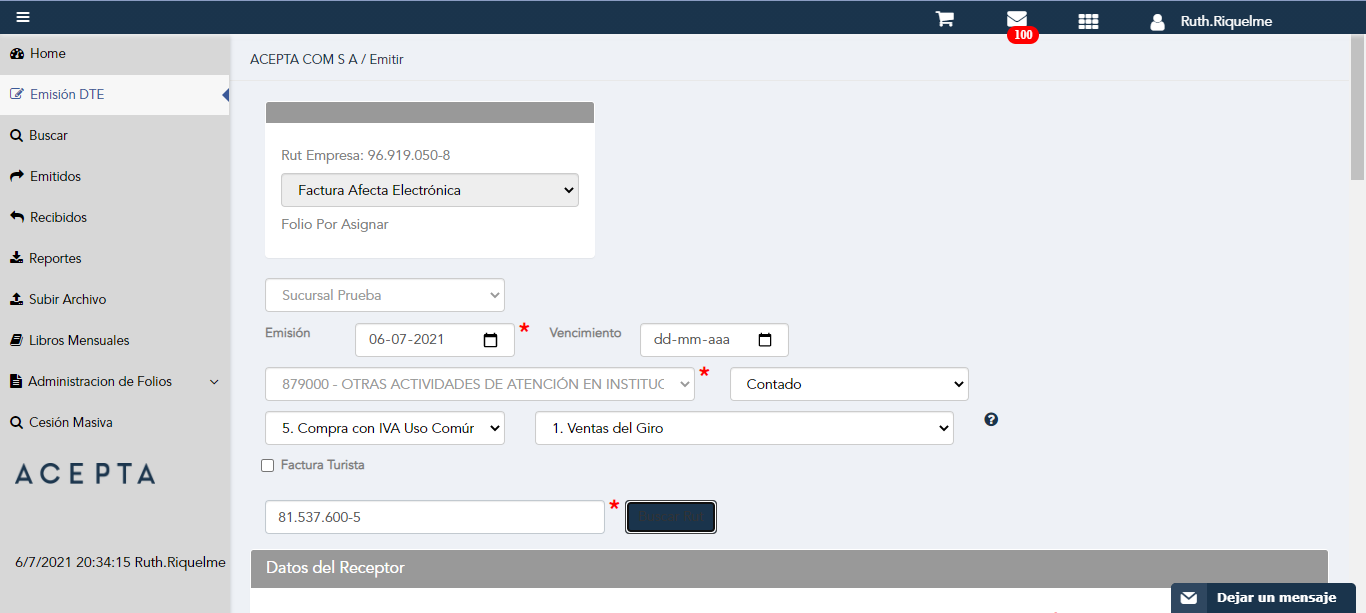 100
Ruth.Riquelme
Home
Emisión DTE
Buscar
Emitidos
Recibidos
Reportes
Subir Archivo
Libros Mensuales
Administracion de Folios
Cesión Masiva
ACEPTA
6/7/2021 20:34:15 Ruth.Riquelme
ACEPTA COM S A / Emitir
Rut Empresa: 96.919.050-8
Factura Afecta Electrónica
Folio Por Asignar
Sucursal Prueba
Emisión 06-07-2021 * Vencimiento dd-mm-aaa
879000 - OTRAS ACTIVIDADES DE ATENCIÓN EN INSTITUC * Contado
5. Compra con IVA Uso Comúr 1. Ventas del Giro ?
Factura Turista
81.537.600-5 *
Datos del Receptor
Dejar un mensaje